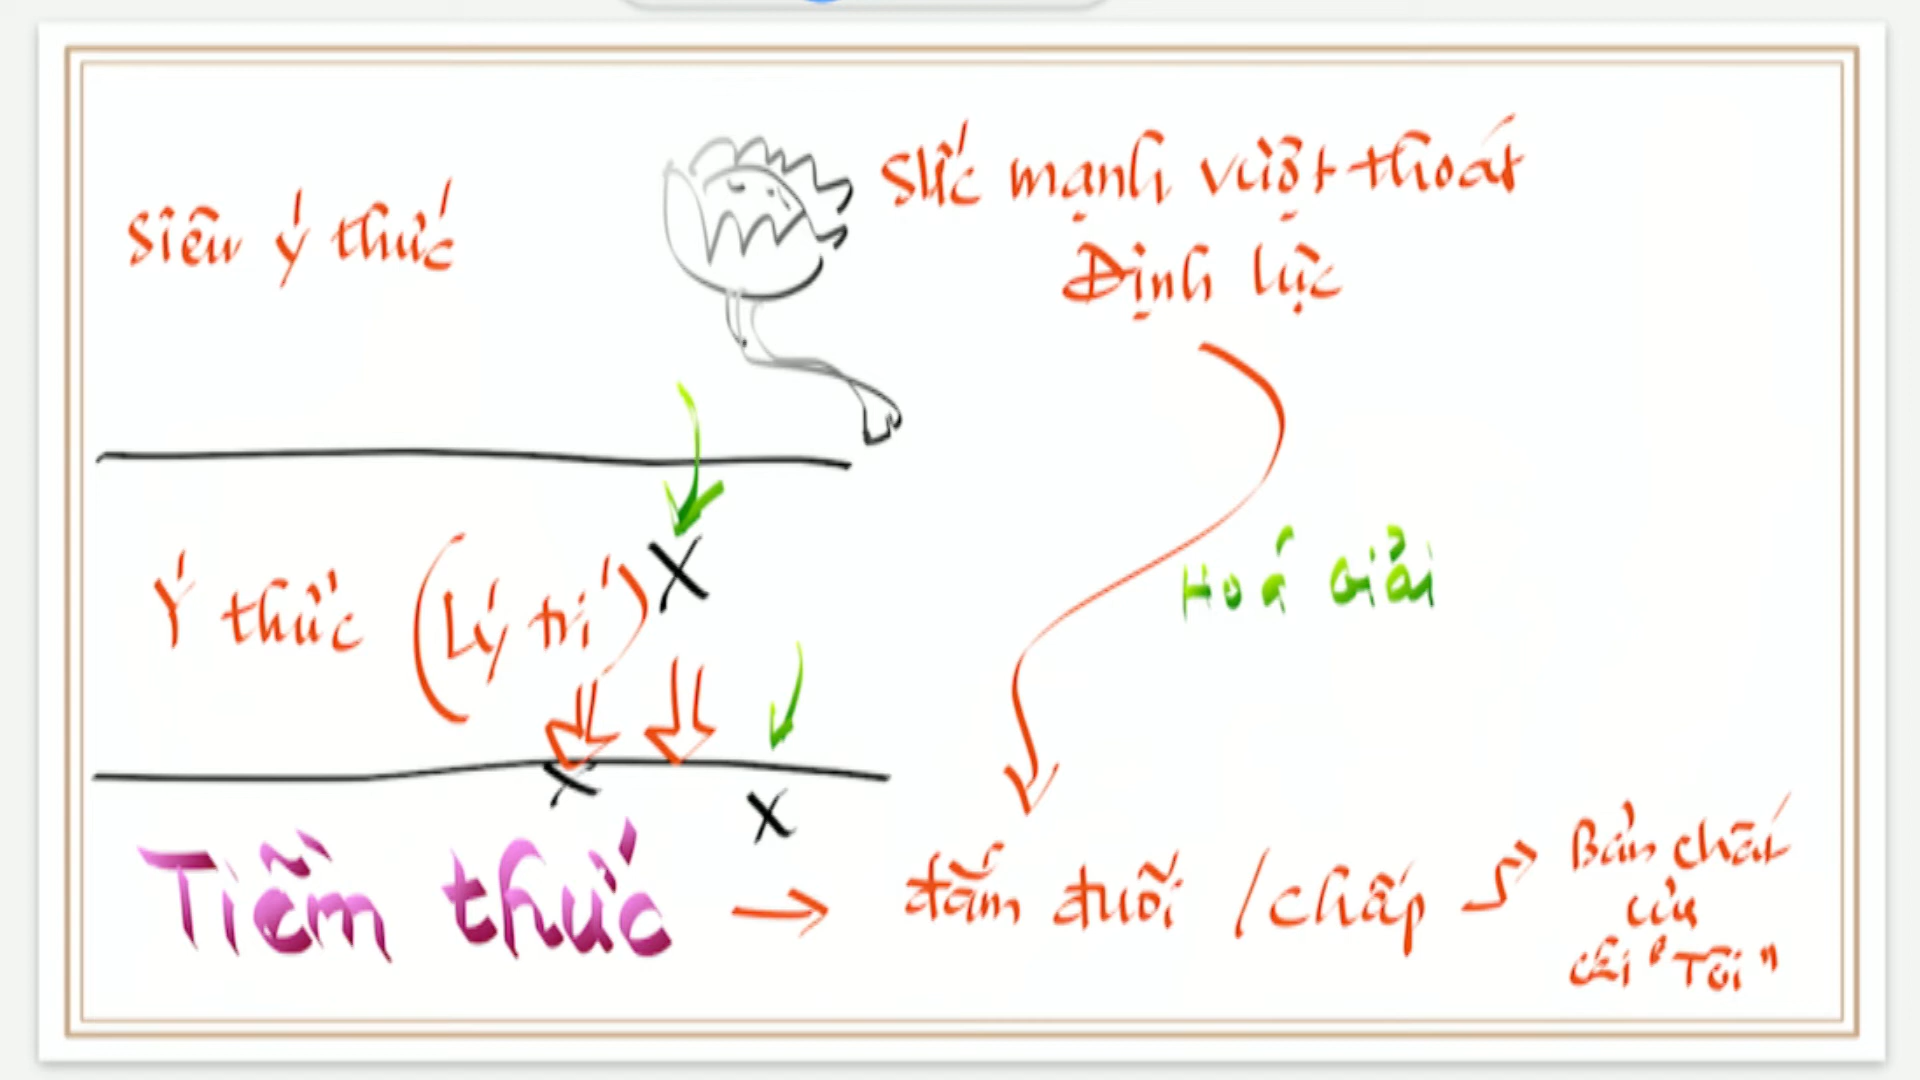 Siêu ý thức
Sức mạnh vượt thoát
Định lực
Ý thức (Lý trí)
Hoá giải
Tiềm thức → đắm đuối / chấp → Bản chất
của
cái "Tôi"